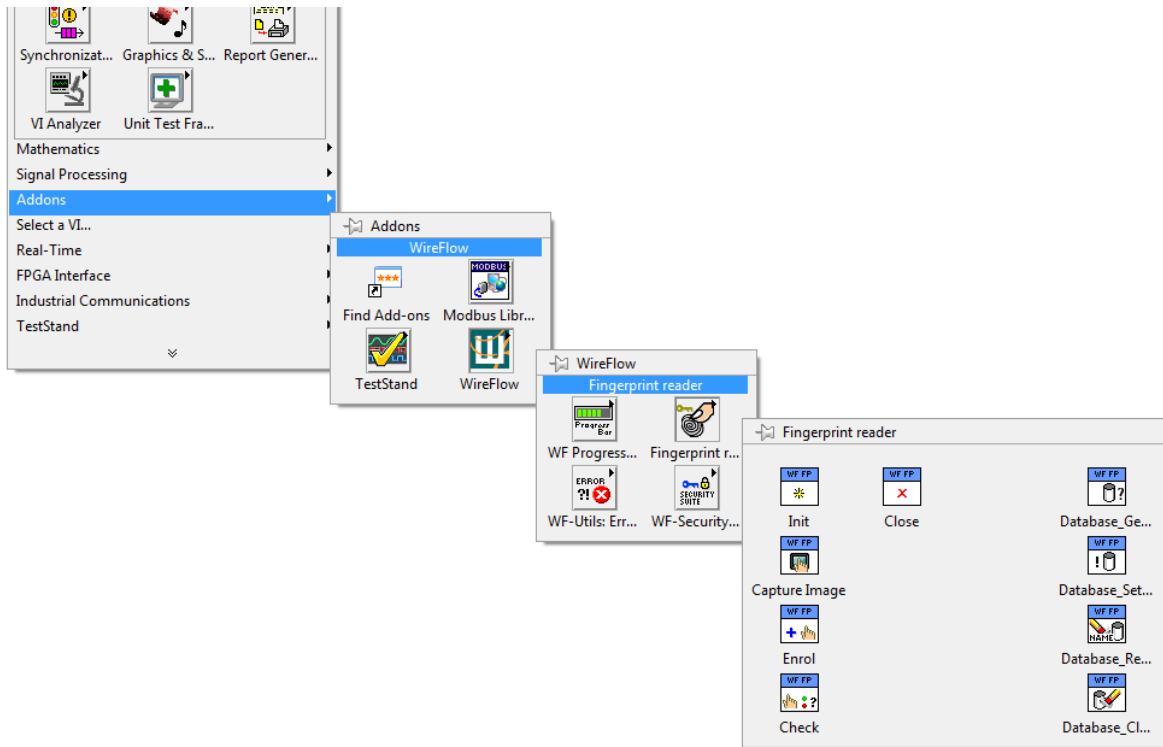 Synchronizat... Graphics & S... Report Gener...
VI Analyzer Unit Test Fra...
Mathematics
Signal Processing
Addons
Select a VI...
Real-Time
FPGA Interface
Industrial Communications
TestStand
Addons
WireFlow
MODBUS
Find Add-ons Modbus Libr...
TestStand WireFlow
WireFlow
Fingerprint reader
Progress
Bar
WF Progress... Fingerprint r...
ERROR
?!
SECURITY
SUITE
WF-Utils: Err... WF-Security...
Fingerprint reader
WF FP WF FP WF FP
?
Init Close Database_Ge...
WF FP WF FP
!
Capture Image Database_Set...
WF FP WF FP
+ NAME
Enrol Database_Re...
WF FP WF FP
?
Check Database_Cl...